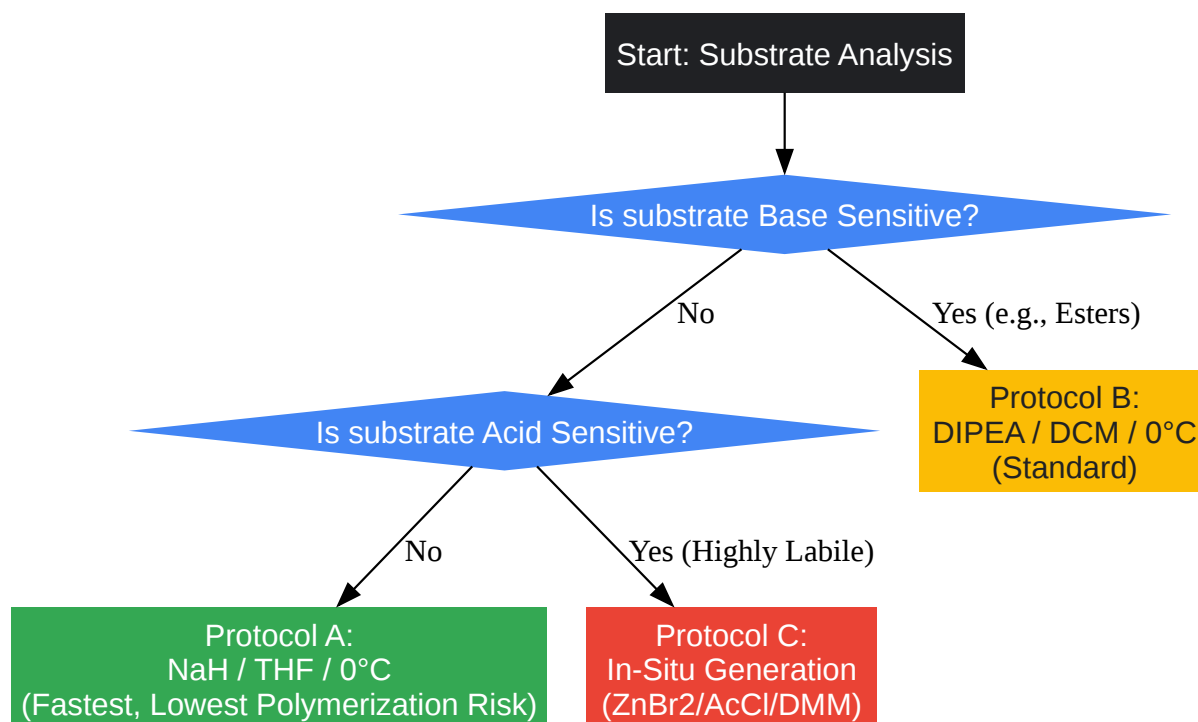 Start: Substrate Analysis
Is substrate Base Sensitive?
No
Yes (e.g., Esters)
Protocol B:
DIPEA / DCM / 0°C
(Standard)
Is substrate Acid Sensitive?
No
Yes (Highly Labile)
Protocol A:
NaH / THF / 0°C
(Fastest, Lowest Polymerization Risk)
Protocol C:
In-Situ Generation
(ZnBr2/AcCl/DMM)